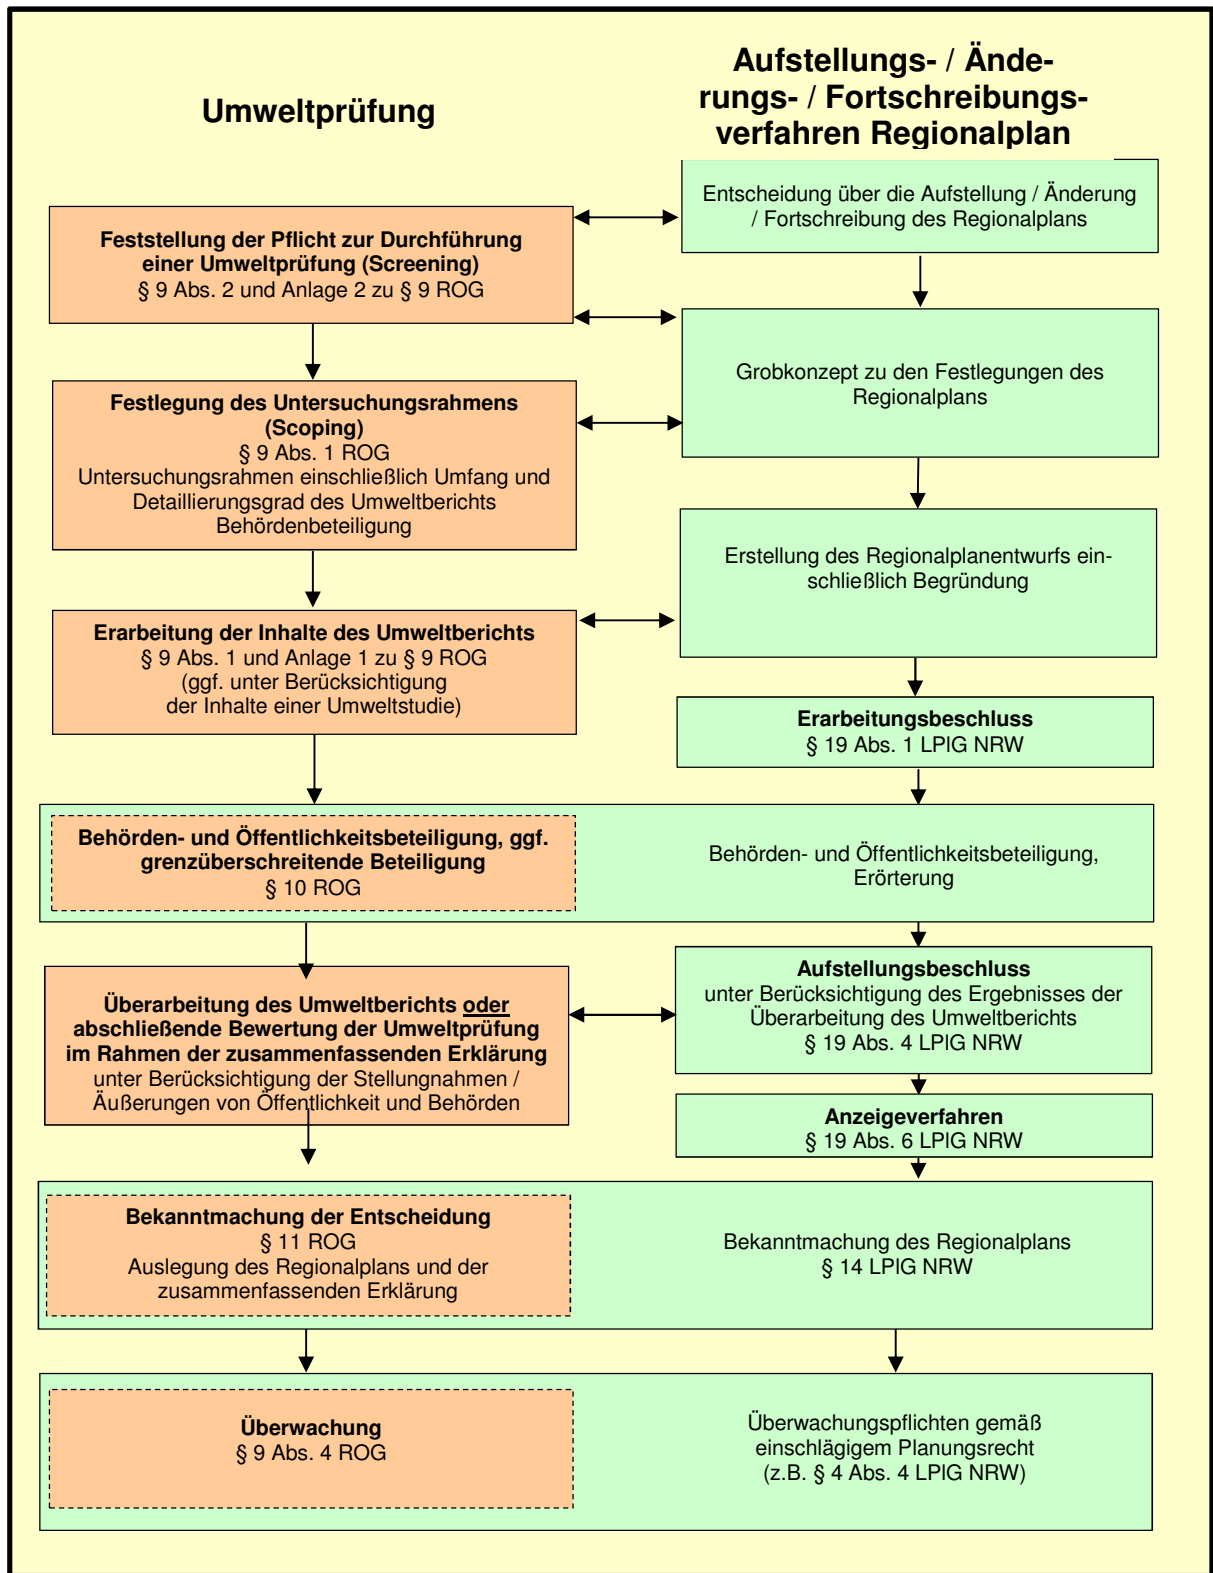 Umweltprüfung
Aufstellungs- / Ände-
rungs- / Fortschreibungs-
verfahren Regionalplan
Entscheidung über die Aufstellung / Änderung
/ Fortschreibung des Regionalplans
Feststellung der Pflicht zur Durchführung
einer Umweltprüfung (Screening)
§ 9 Abs. 2 und Anlage 2 zu § 9 ROG
Grobkonzept zu den Festlegungen des
Regionalplans
Festlegung des Untersuchungsrahmens
(Scoping)
§ 9 Abs. 1 ROG
Untersuchungsrahmen einschließlich Umfang und
Detaillierungsgrad des Umweltberichts
Behördenbeteiligung
Erstellung des Regionalplanentwurfs ein-
schließlich Begründung
Erarbeitung der Inhalte des Umweltberichts
§ 9 Abs. 1 und Anlage 1 zu § 9 ROG
(ggf. unter Berücksichtigung
der Inhalte einer Umweltstudie)
Erarbeitungsbeschluss
§ 19 Abs. 1 LPlG NRW
Behörden- und Öffentlichkeitsbeteiligung, ggf.
grenzüberschreitende Beteiligung
§ 10 ROG
Behörden- und Öffentlichkeitsbeteiligung,
Erörterung
Überarbeitung des Umweltberichts oder
abschließende Bewertung der Umweltprüfung
im Rahmen der zusammenfassenden Erklärung
unter Berücksichtigung der Stellungnahmen /
Äußerungen von Öffentlichkeit und Behörden
Aufstellungsbeschluss
unter Berücksichtigung des Ergebnisses der
Überarbeitung des Umweltberichts
§ 19 Abs. 4 LPlG NRW
Anzeigeverfahren
§ 19 Abs. 6 LPlG NRW
Bekanntmachung der Entscheidung
§ 11 ROG
Auslegung des Regionalplans und der
zusammenfassenden Erklärung
Bekanntmachung des Regionalplans
§ 14 LPlG NRW
Überwachung
§ 9 Abs. 4 ROG
Überwachungspflichten gemäß
einschlägigem Planungsrecht
(z.B. § 4 Abs. 4 LPlG NRW)